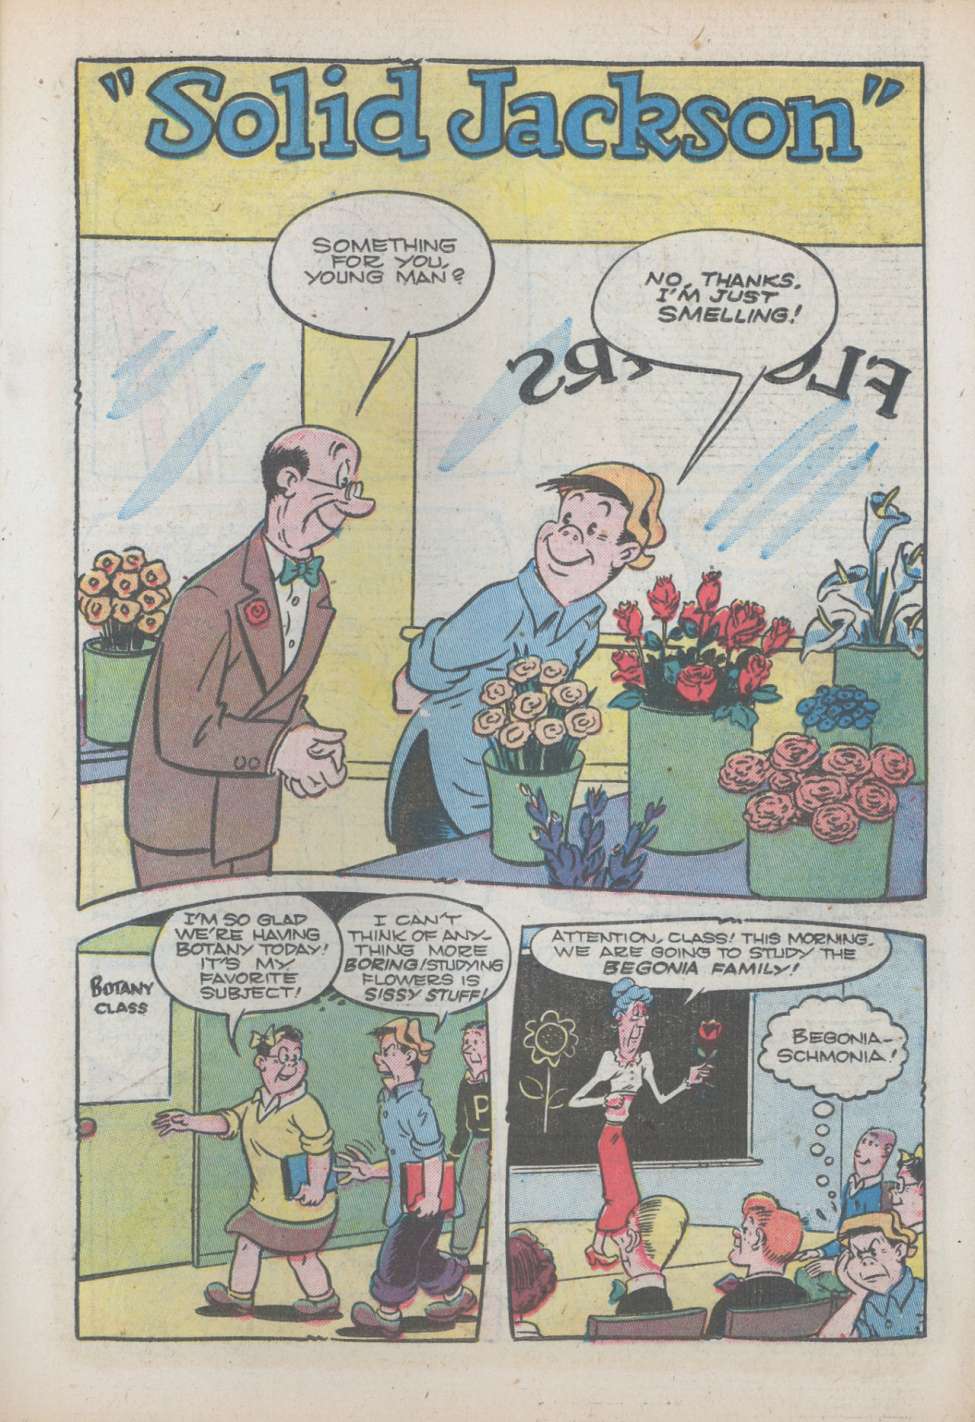 "Solid Jackson"
SOMETHING
FOR YOU,
YOUNG MAN?
NO, THANKS.
I'M JUST
SMELLING!
FLO ERS
I'M SO GLAD
WE'RE HAVING
BOTANY TODAY!
IT'S MY
FAVORITE
SUBJECT!
I CAN'T
THINK OF ANY-
THING MORE
BORING! STUDYING
FLOWERS IS
SISSY STUFF!
BOTANY
CLASS
P
ATTENTION, CLASS! THIS MORNING,
WE ARE GOING TO STUDY THE
BEGONIA FAMILY!
BEGONIA-
SCHMONIA!